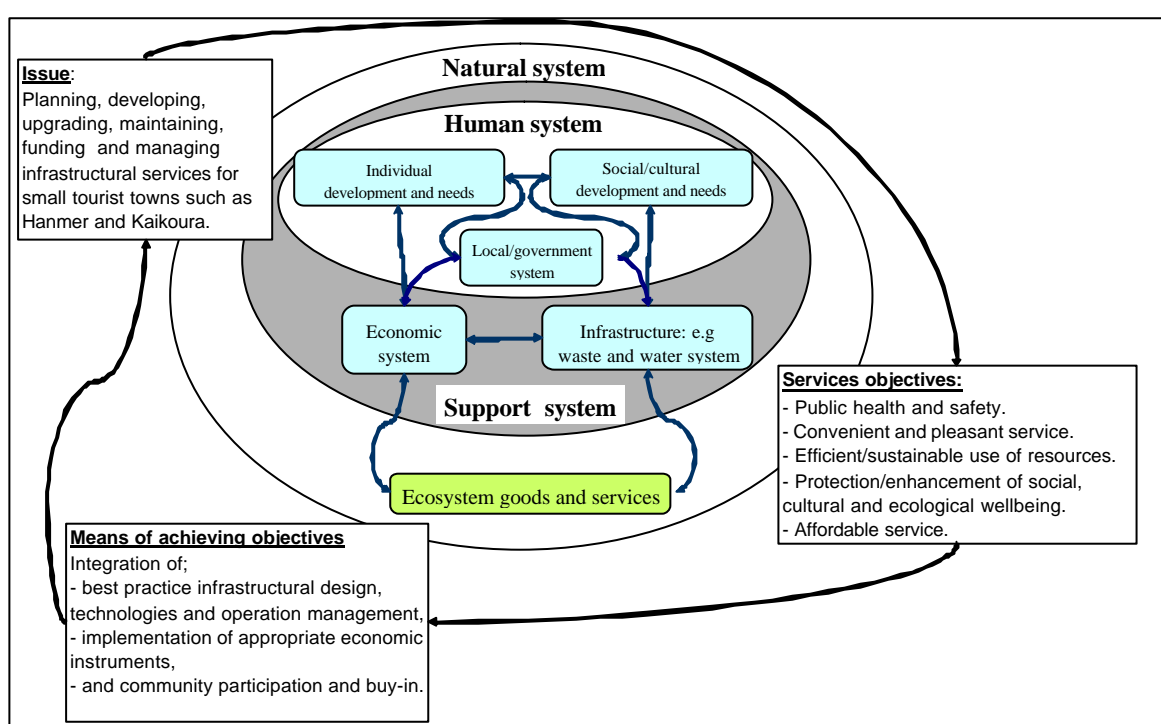 Issue:
Planning, developing,
upgrading, maintaining,
funding and managing
infrastructural services for
small tourist towns such as
Hanmer and Kaikoura.
Natural system
Human system
Individual
development and needs
Social/cultural
development and needs
Local/government
system
Economic
system
Infrastructure: e.g
waste and water system
Support system
Ecosystem goods and services
Services objectives:
- Public health and safety.
- Convenient and pleasant service.
- Efficient/sustainable use of resources.
- Protection/enhancement of social,
cultural and ecological wellbeing.
- Affordable service.
Means of achieving objectives
Integration of;
- best practice infrastructural design,
technologies and operation management,
- implementation of appropriate economic
instruments,
- and community participation and buy-in.